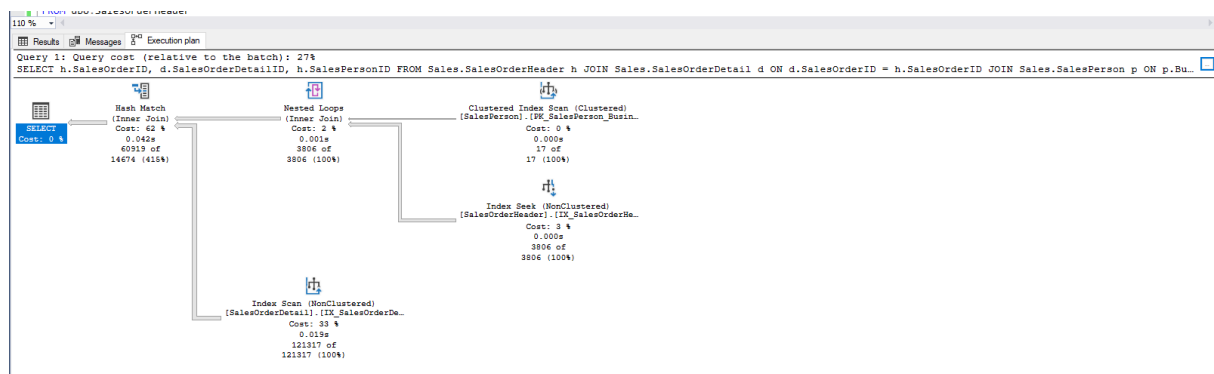 FROM dbo.SalesOrderHeader
110 %
Results Messages Execution plan
Query 1: Query cost (relative to the batch): 27%
SELECT h.SalesOrderID, d.SalesOrderDetailID, h.SalesPersonID FROM Sales.SalesOrderHeader h JOIN Sales.SalesOrderDetail d ON d.SalesOrderID = h.SalesOrderID JOIN Sales.SalesPerson p ON p.Bu…
SELECT
Cost: 0 %
Hash Match
(Inner Join)
Cost: 62 %
0.042s
60919 of
14674 (415%)
Nested Loops
(Inner Join)
Cost: 2 %
0.001s
3806 of
3806 (100%)
Clustered Index Scan (Clustered)
[SalesPerson].[PK_SalesPerson_Busin…
Cost: 0 %
0.000s
17 of
17 (100%)
Index Seek (NonClustered)
[SalesOrderHeader].[IX_SalesOrderHe…
Cost: 3 %
0.000s
3806 of
3806 (100%)
Index Scan (NonClustered)
[SalesOrderDetail].[IX_SalesOrderDe…
Cost: 33 %
0.019s
121317 of
121317 (100%)